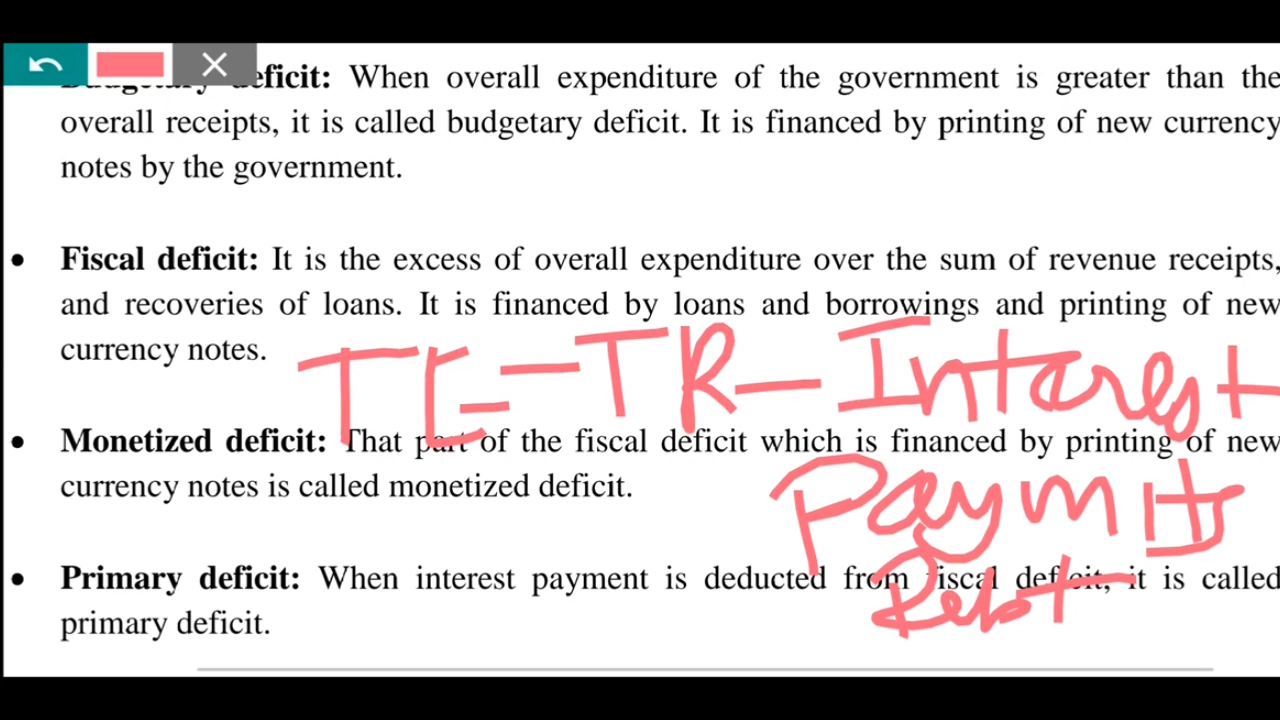 Budgetary deficit: When overall expenditure of the government is greater than the
overall receipts, it is called budgetary deficit. It is financed by printing of new currency
notes by the government.
• Fiscal deficit: It is the excess of overall expenditure over the sum of revenue receipts,
and recoveries of loans. It is financed by loans and borrowings and printing of new
currency notes.
TE - TR - Interest
• Monetized deficit: That part of the fiscal deficit which is financed by printing of new
currency notes is called monetized deficit.
Paymnts
• Primary deficit: When interest payment is deducted from fiscal deficit, it is called
Debt
primary deficit.